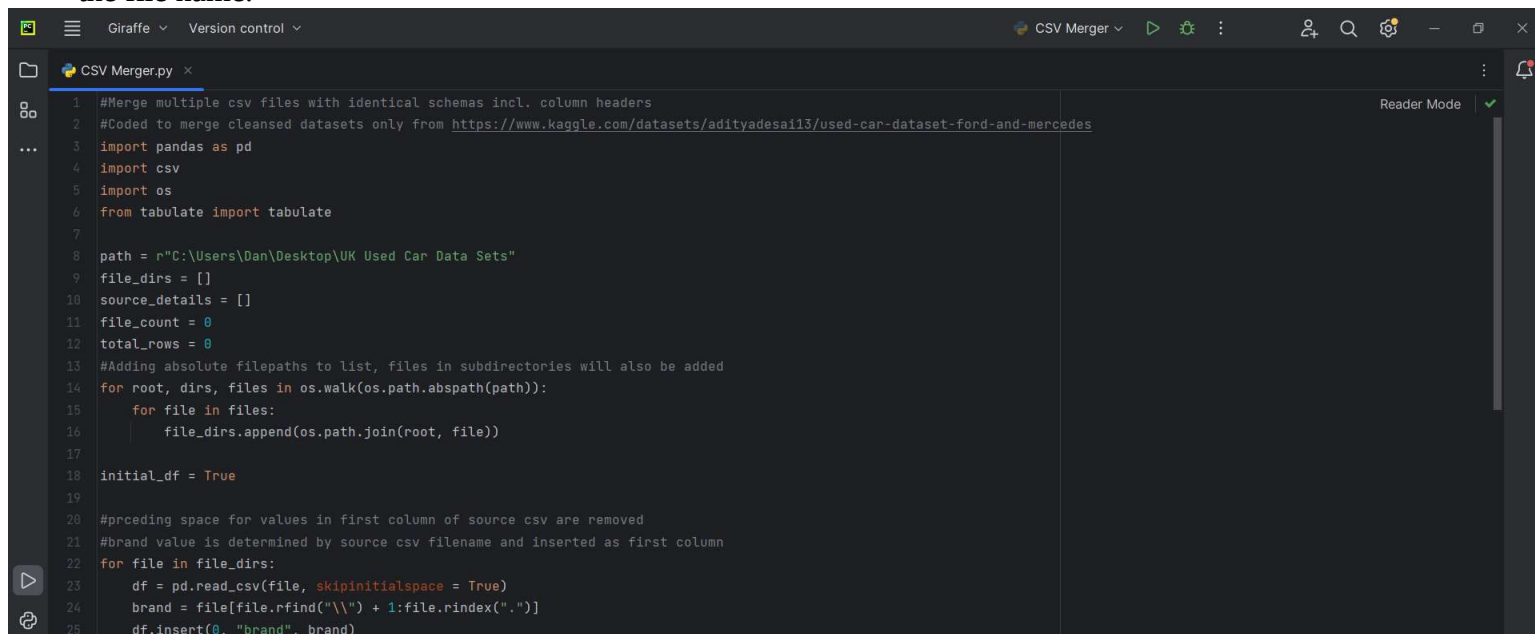 the file name.
PC Giraffe Version control CSV Merger
CSV Merger.py
Reader Mode
1 #Merge multiple csv files with identical schemas incl. column headers
2 #Coded to merge cleansed datasets only from https://www.kaggle.com/datasets/adityadesai13/used-car-dataset-ford-and-mercedes
3 import pandas as pd
4 import csv
5 import os
6 from tabulate import tabulate
7
8 path = r"C:\Users\Dan\Desktop\UK Used Car Data Sets"
9 file_dirs = []
10 source_details = []
11 file_count = 0
12 total_rows = 0
13 #Adding absolute filepaths to list, files in subdirectories will also be added
14 for root, dirs, files in os.walk(os.path.abspath(path)):
15 for file in files:
16 file_dirs.append(os.path.join(root, file))
17
18 initial_df = True
19
20 #prceding space for values in first column of source csv are removed
21 #brand value is determined by source csv filename and inserted as first column
22 for file in file_dirs:
23 df = pd.read_csv(file, skipinitialspace = True)
24 brand = file[file.rfind("\\") + 1:file.rindex(".")]
25 df.insert(0, "brand", brand)